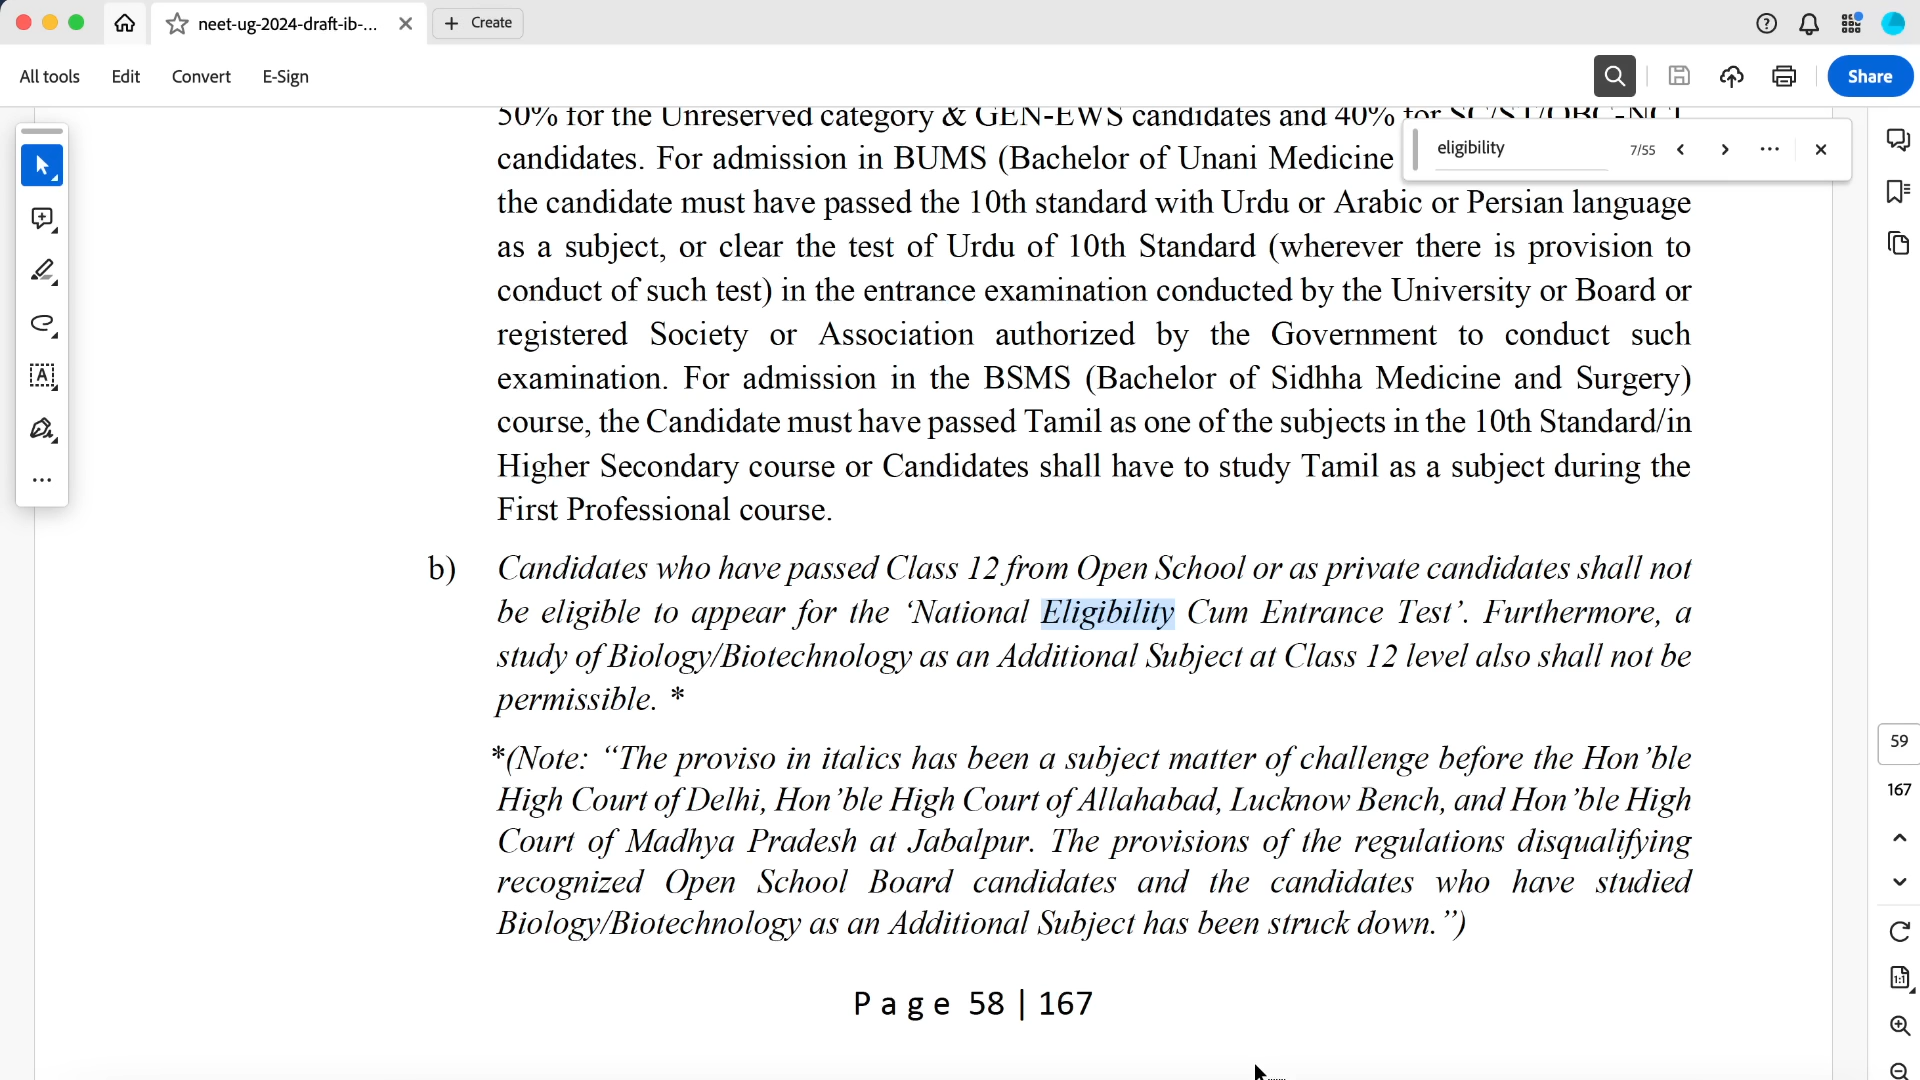 neet-ug-2024-draft-ib-...
Create
All tools
Edit
Convert
E-Sign
Share
eligibility
7/55
50% for the Unreserved category & GEN-EWS candidates and 40% for SC/ST/OBC-NCL
candidates. For admission in BUMS (Bachelor of Unani Medicine
the candidate must have passed the 10th standard with Urdu or Arabic or Persian language
as a subject, or clear the test of Urdu of 10th Standard (wherever there is provision to
conduct of such test) in the entrance examination conducted by the University or Board or
registered Society or Association authorized by the Government to conduct such
examination. For admission in the BSMS (Bachelor of Sidhha Medicine and Surgery)
course, the Candidate must have passed Tamil as one of the subjects in the 10th Standard/in
Higher Secondary course or Candidates shall have to study Tamil as a subject during the
First Professional course.
b) Candidates who have passed Class 12 from Open School or as private candidates shall not
be eligible to appear for the ‘National Eligibility Cum Entrance Test’. Furthermore, a
study of Biology/Biotechnology as an Additional Subject at Class 12 level also shall not be
permissible. *
*(Note: “The proviso in italics has been a subject matter of challenge before the Hon’ble
High Court of Delhi, Hon’ble High Court of Allahabad, Lucknow Bench, and Hon’ble High
Court of Madhya Pradesh at Jabalpur. The provisions of the regulations disqualifying
recognized Open School Board candidates and the candidates who have studied
Biology/Biotechnology as an Additional Subject has been struck down.”)
Page 58 | 167
59
167
1:1